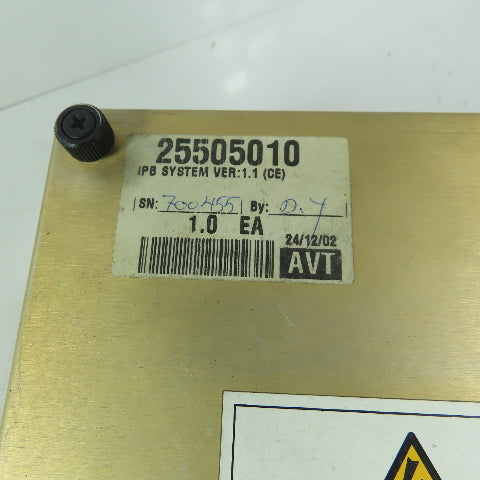 25505010
IPB SYSTEM VER:1.1 (CE)
SN: 700455 By: D.Y
1.0 EA
24/12/02
AVT